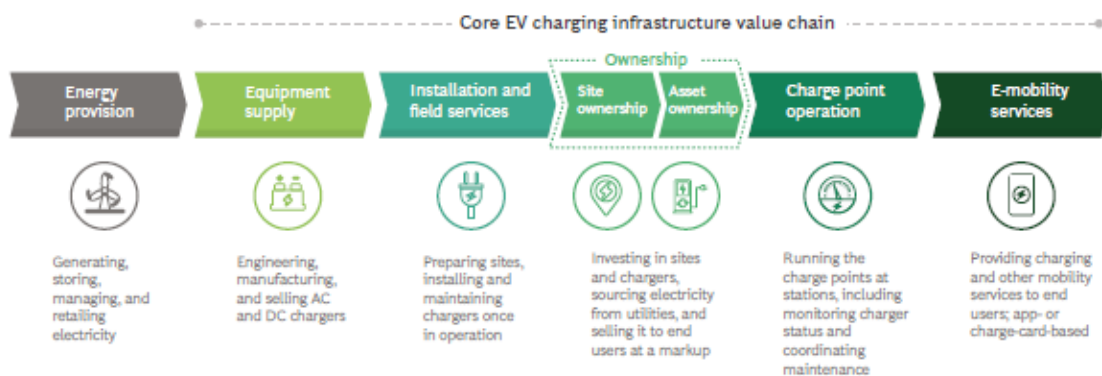 Core EV charging infrastructure value chain
Ownership
Energy
provision
Equipment
supply
Installation and
field services
Site
ownership
Asset
ownership
Charge point
operation
E-mobility
services
Generating,
storing,
managing, and
retailing
electricity
Engineering,
manufacturing,
and selling AC
and DC chargers
Preparing sites,
installing and
maintaining
chargers once
in operation
Investing in sites
and chargers,
sourcing electricity
from utilities, and
selling it to end
users at a markup
Running the
charge points at
stations, including
monitoring charger
status and
coordinating
maintenance
Providing charging
and other mobility
services to end
users; app- or
charge-card-based